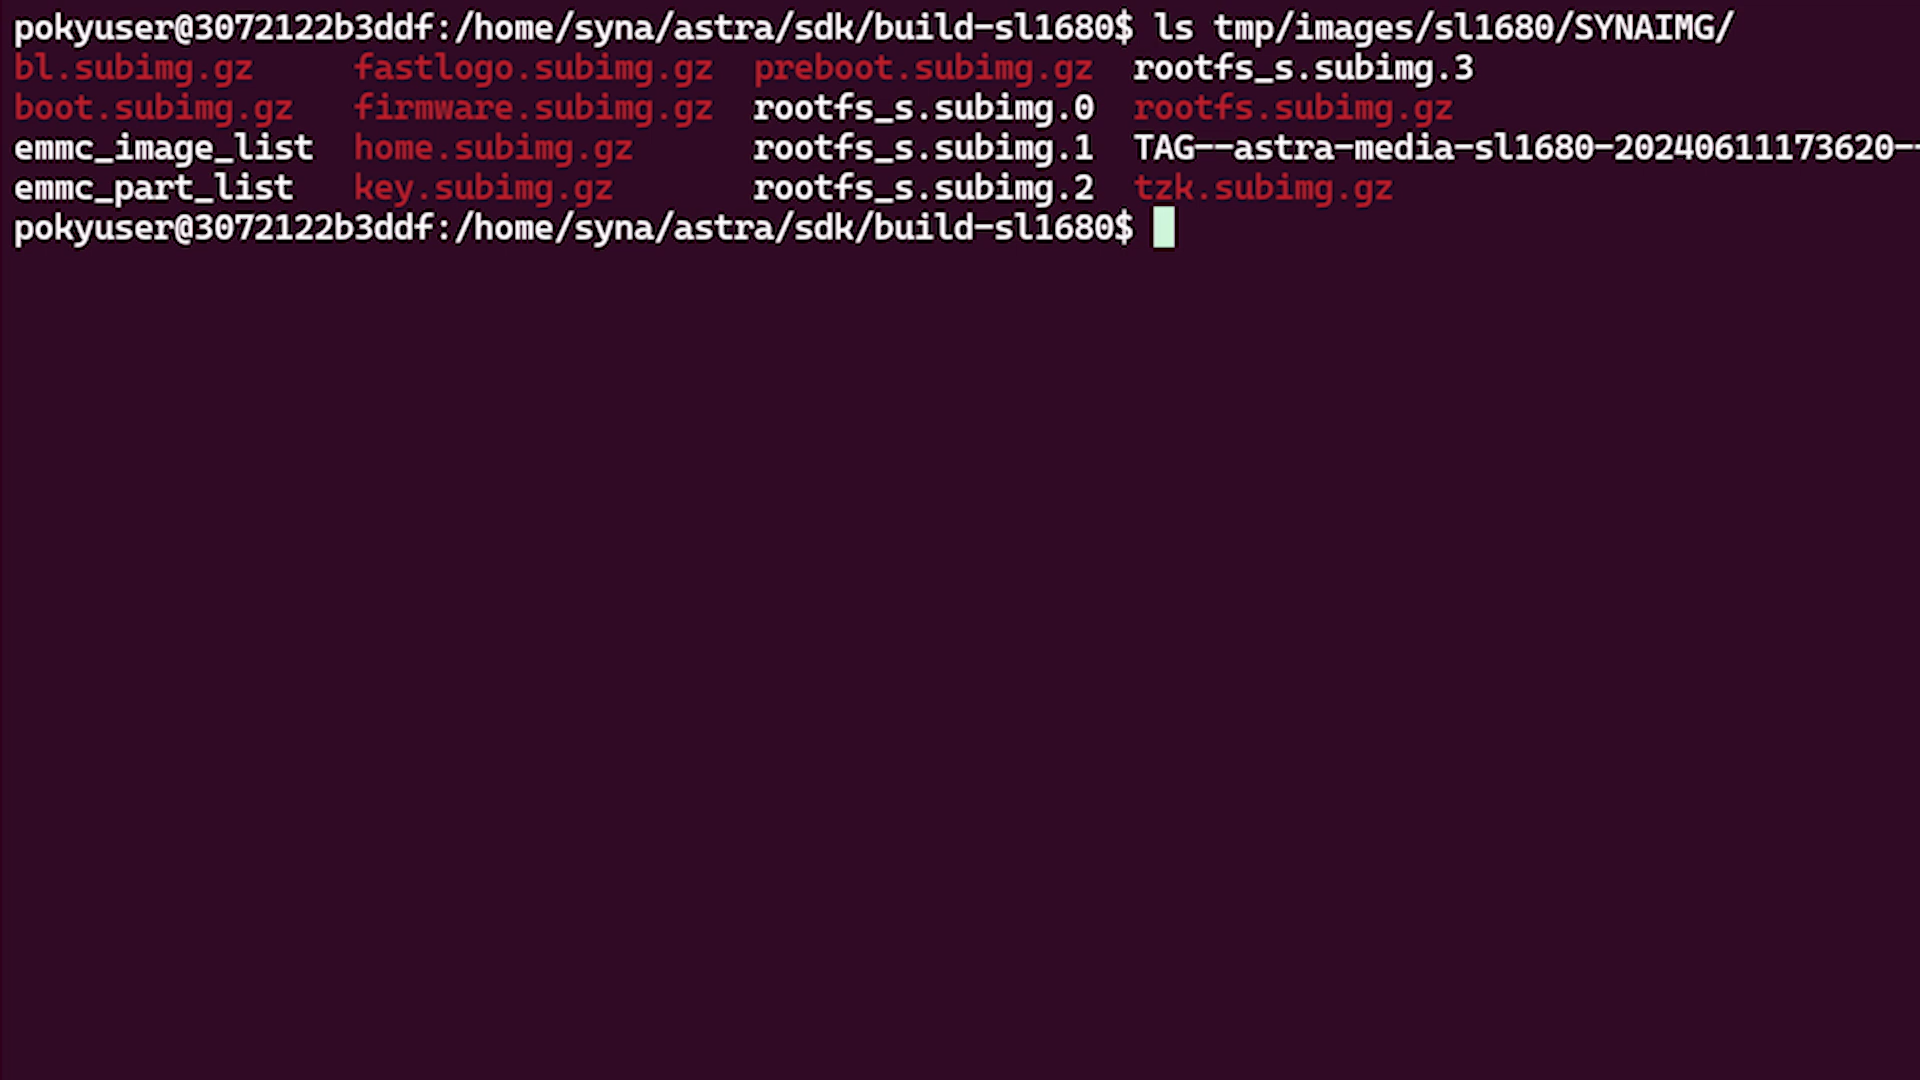 pokyuser@3072122b3ddf:/home/syna/astra/sdk/build-sl1680$ ls tmp/images/sl1680/SYNAIMG/
bl.subimg.gz fastlogo.subimg.gz preboot.subimg.gz rootfs_s.subimg.3
boot.subimg.gz firmware.subimg.gz rootfs_s.subimg.0 rootfs.subimg.gz
emmc_image_list home.subimg.gz rootfs_s.subimg.1 TAG--astra-media-sl1680-20240611173620--
emmc_part_list key.subimg.gz rootfs_s.subimg.2 tzk.subimg.gz
pokyuser@3072122b3ddf:/home/syna/astra/sdk/build-sl1680$